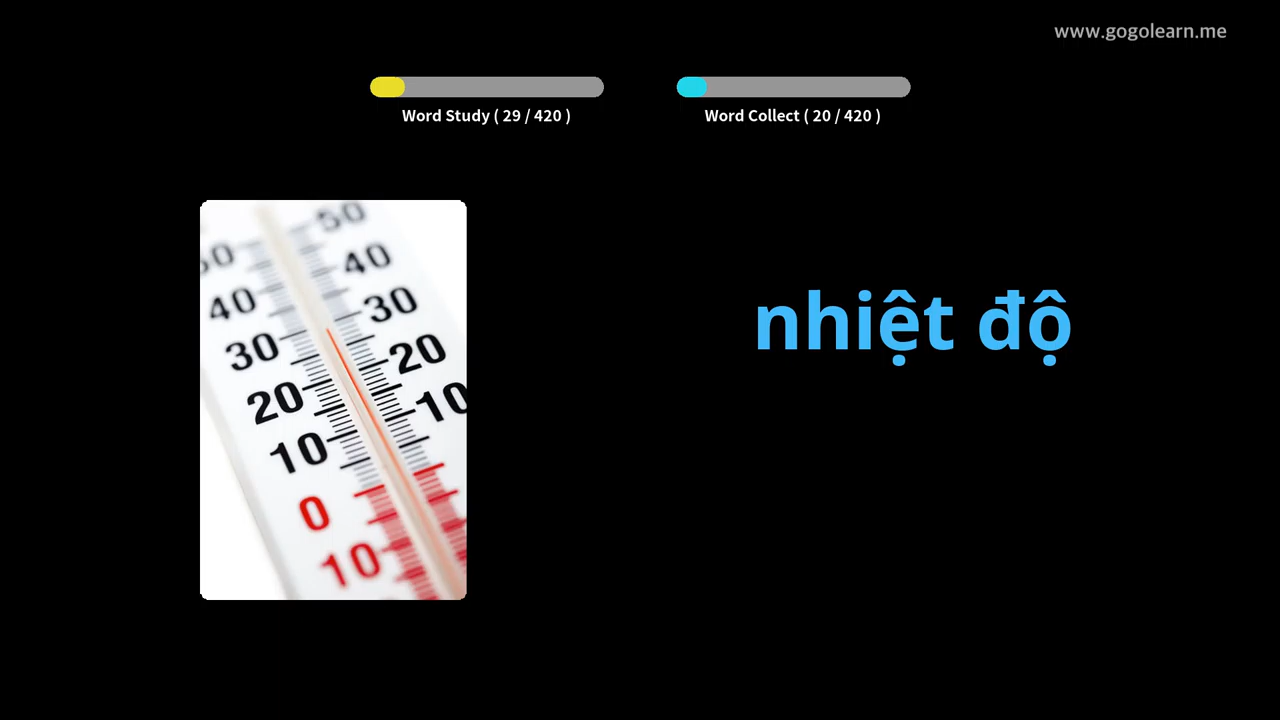 www.gogolearn.me
Word Study ( 29 / 420 )
Word Collect ( 20 / 420 )
nhiệt độ
50
40 40
30 30
20 20
10 10
0
10